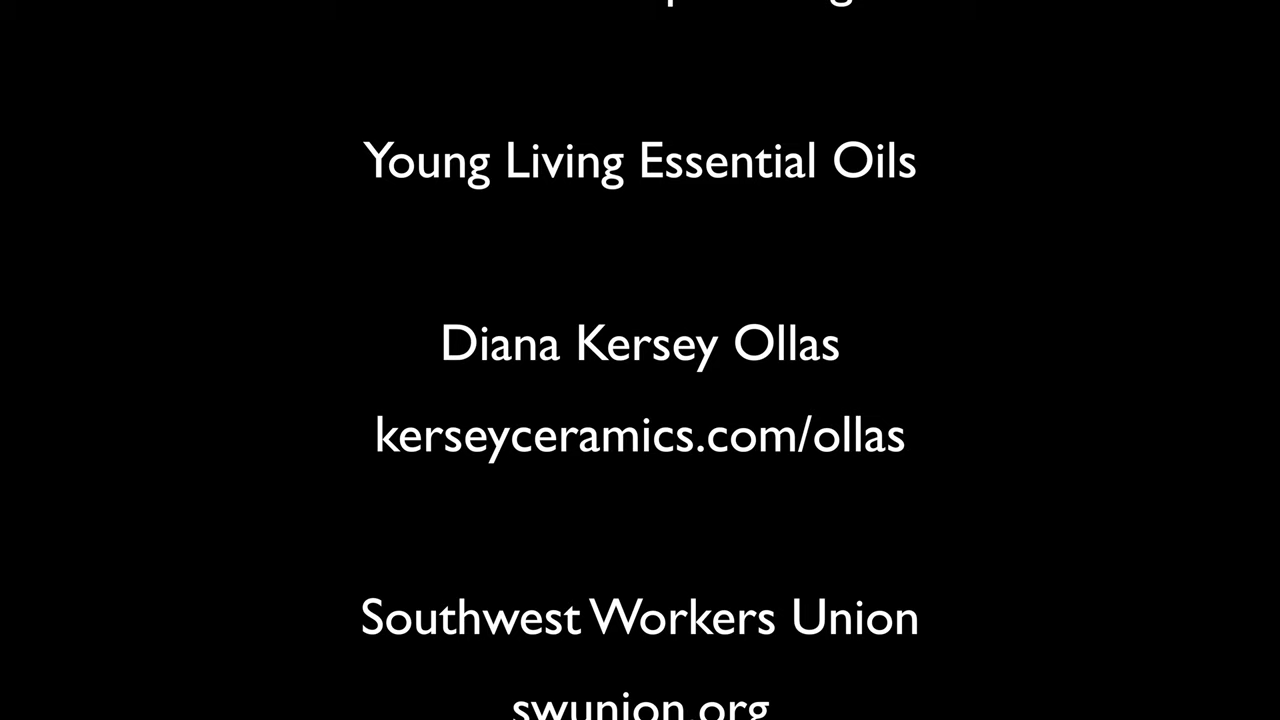 Young Living Essential Oils
Diana Kersey Ollas
kerseyceramics.com/ollas
Southwest Workers Union
swunion.org